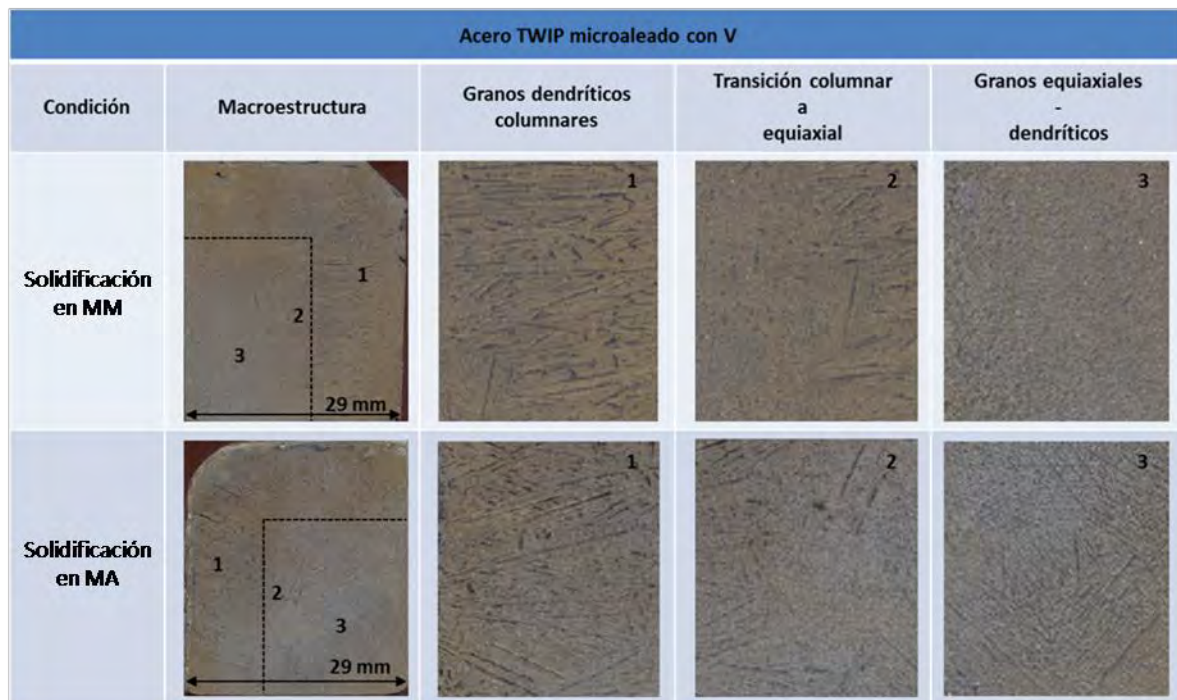 Acero TWIP microaleado con V
Condición
Macroestructura
Granos dendríticos
columnares
Transición columnar
a
equiaxial
Granos equiaxiales
-
dendríticos
Solidificación
en MM
1
2
3
29 mm
1
2
3
Solidificación
en MA
1
2
3
29 mm
1
2
3